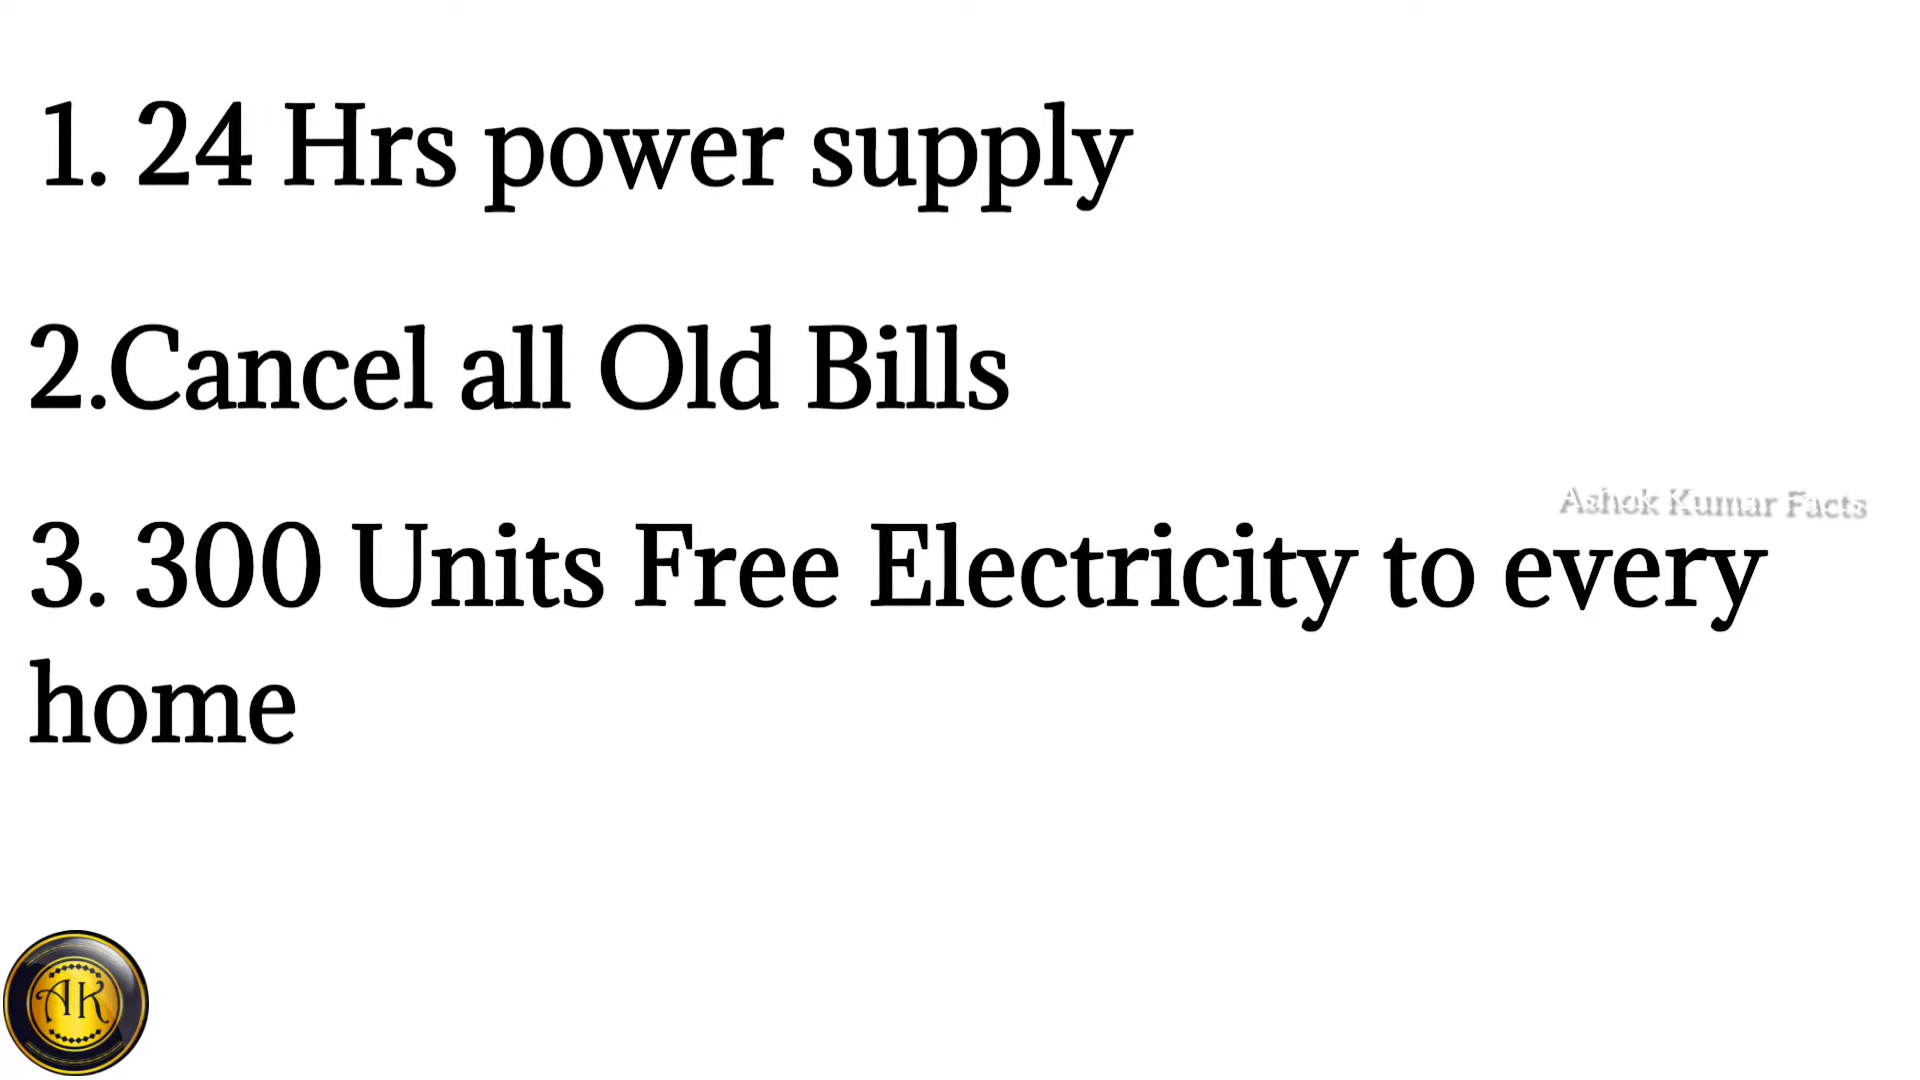 1. 24 Hrs power supply
2.Cancel all Old Bills
Ashok Kumar Facts
3. 300 Units Free Electricity to every
home
AK